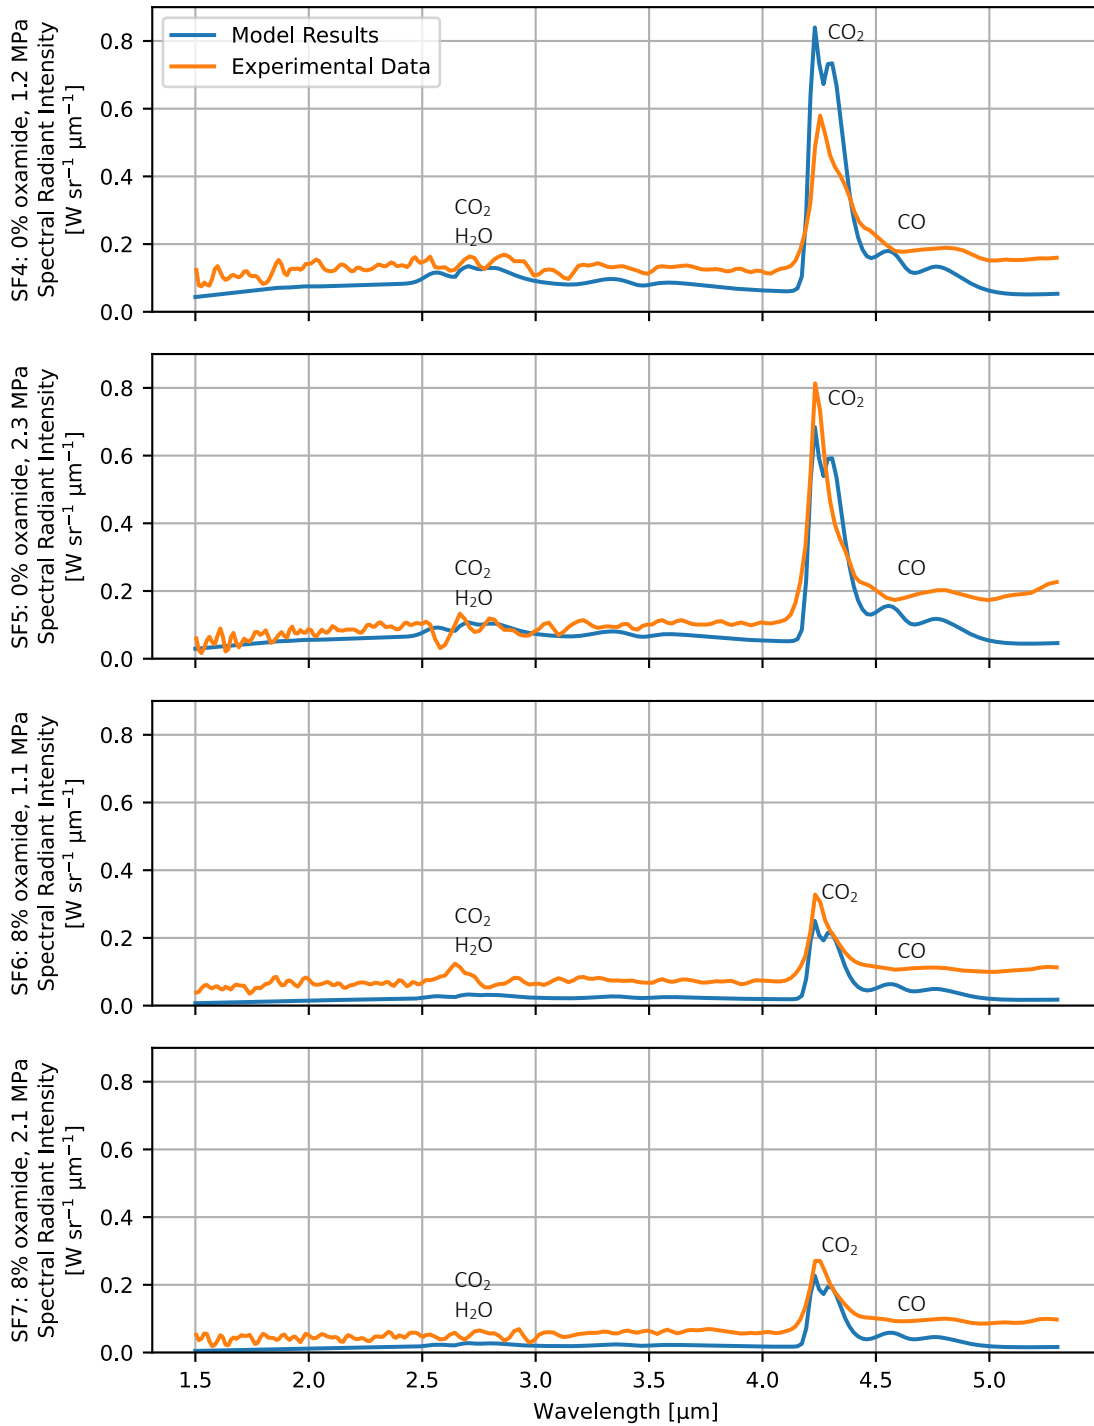 SF4: 0% oxamide, 1.2 MPa
Spectral Radiant Intensity
[W sr⁻¹ µm⁻¹]
0.8
0.6
0.4
0.2
0.0
Model Results
Experimental Data
CO₂
CO₂
H₂O
CO
SF5: 0% oxamide, 2.3 MPa
Spectral Radiant Intensity
[W sr⁻¹ µm⁻¹]
0.8
0.6
0.4
0.2
0.0
CO₂
CO₂
H₂O
CO
SF6: 8% oxamide, 1.1 MPa
Spectral Radiant Intensity
[W sr⁻¹ µm⁻¹]
0.8
0.6
0.4
0.2
0.0
CO₂
CO₂
H₂O
CO
SF7: 8% oxamide, 2.1 MPa
Spectral Radiant Intensity
[W sr⁻¹ µm⁻¹]
0.8
0.6
0.4
0.2
0.0
CO₂
CO₂
H₂O
CO
1.5 2.0 2.5 3.0 3.5 4.0 4.5 5.0
Wavelength [µm]